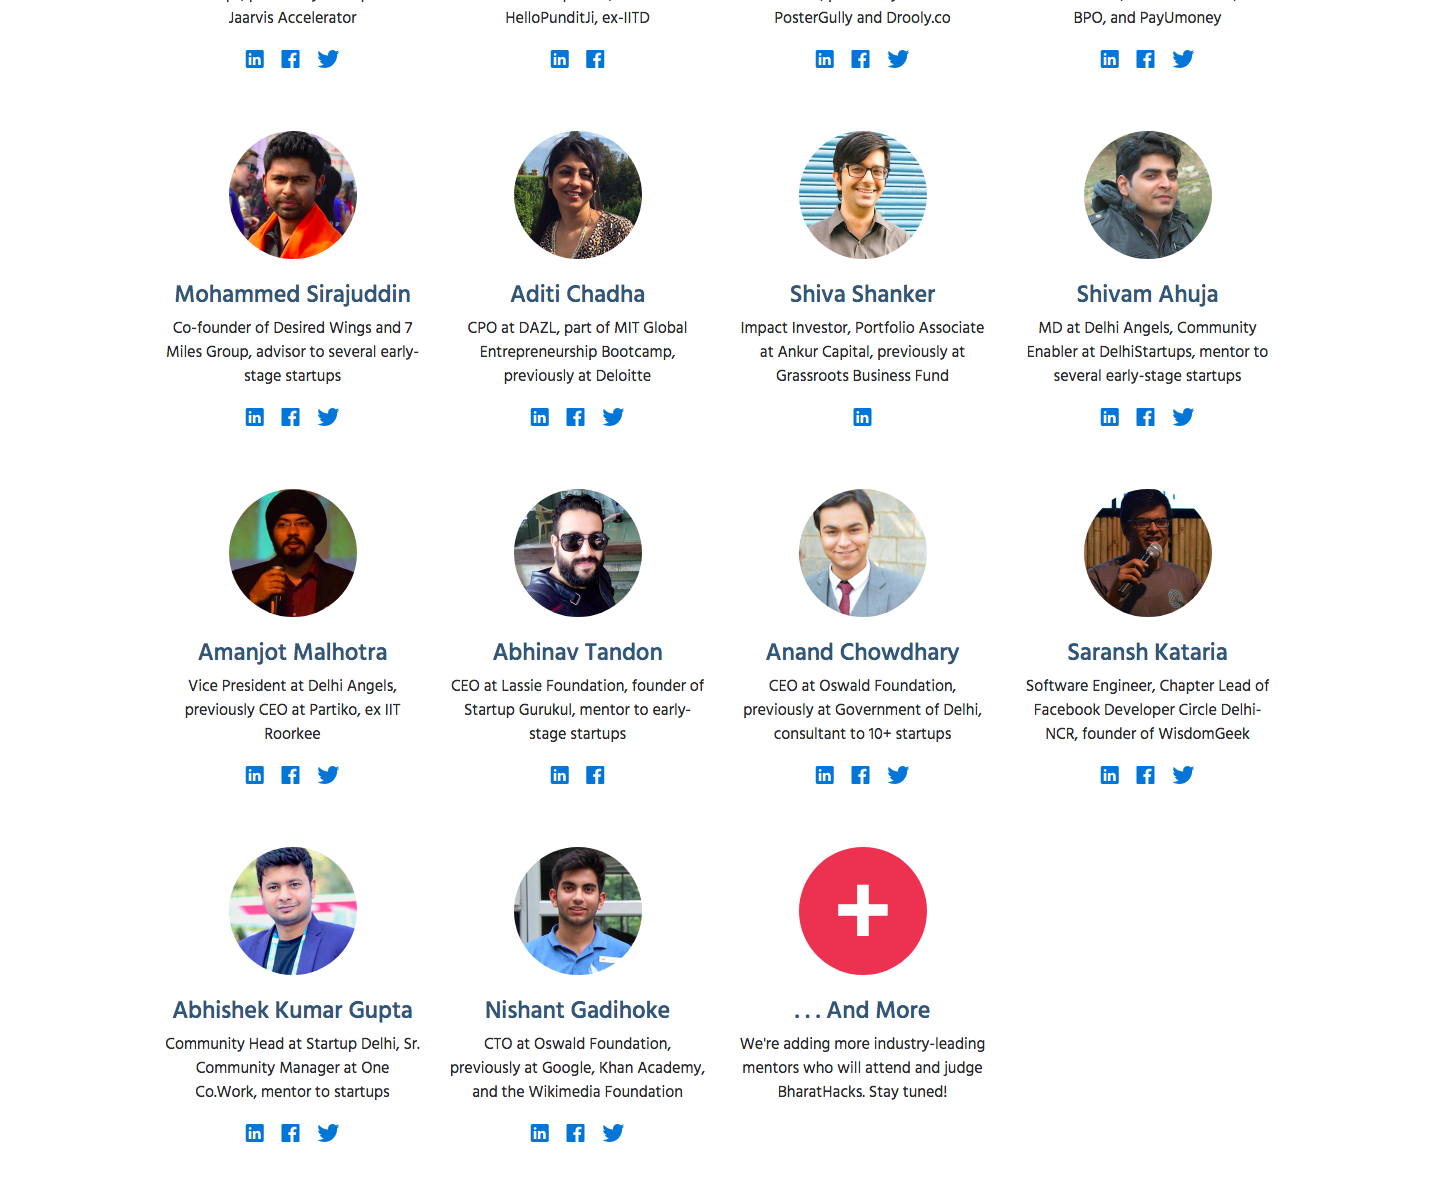 Jaarvis Accelerator
HelloPunditJi, ex-IITD
PosterGully and Drooly.co
BPO, and PayUmoney
Mohammed Sirajuddin
Co-founder of Desired Wings and 7
Miles Group, advisor to several early-
stage startups
Aditi Chadha
CPO at DAZL, part of MIT Global
Entrepreneurship Bootcamp,
previously at Deloitte
Shiva Shanker
Impact Investor, Portfolio Associate
at Ankur Capital, previously at
Grassroots Business Fund
Shivam Ahuja
MD at Delhi Angels, Community
Enabler at DelhiStartups, mentor to
several early-stage startups
Amanjot Malhotra
Vice President at Delhi Angels,
previously CEO at Partiko, ex IIT
Roorkee
Abhinav Tandon
CEO at Lassie Foundation, founder of
Startup Gurukul, mentor to early-
stage startups
Anand Chowdhary
CEO at Oswald Foundation,
previously at Government of Delhi,
consultant to 10+ startups
Saransh Kataria
Software Engineer, Chapter Lead of
Facebook Developer Circle Delhi-
NCR, founder of WisdomGeek
Abhishek Kumar Gupta
Community Head at Startup Delhi, Sr.
Community Manager at One
Co.Work, mentor to startups
Nishant Gadihoke
CTO at Oswald Foundation,
previously at Google, Khan Academy,
and the Wikimedia Foundation
. . . And More
We're adding more industry-leading
mentors who will attend and judge
BharatHacks. Stay tuned!